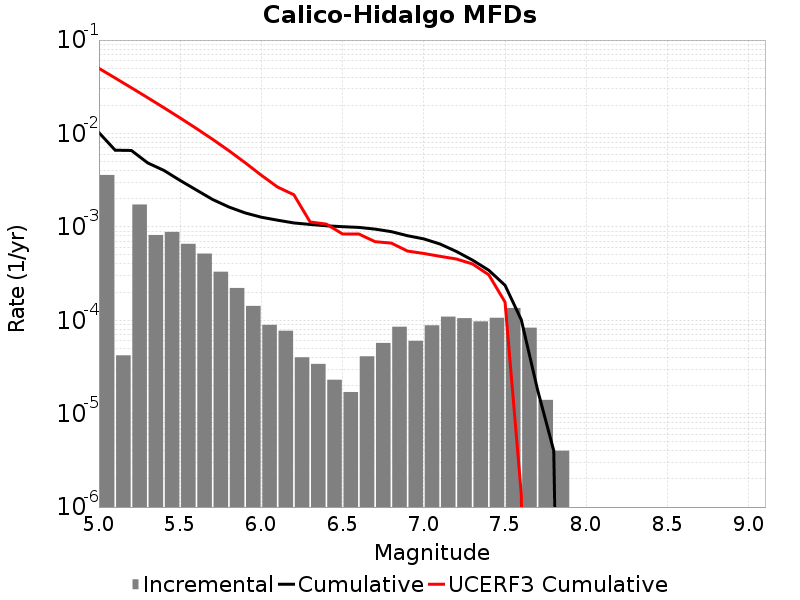 Calico-Hidalgo MFDs
10^-1
10^-2
10^-3
10^-4
10^-5
10^-6
Rate (1/yr)
5.0 5.5 6.0 6.5 7.0 7.5 8.0 8.5 9.0
Magnitude
Incremental Cumulative UCERF3 Cumulative